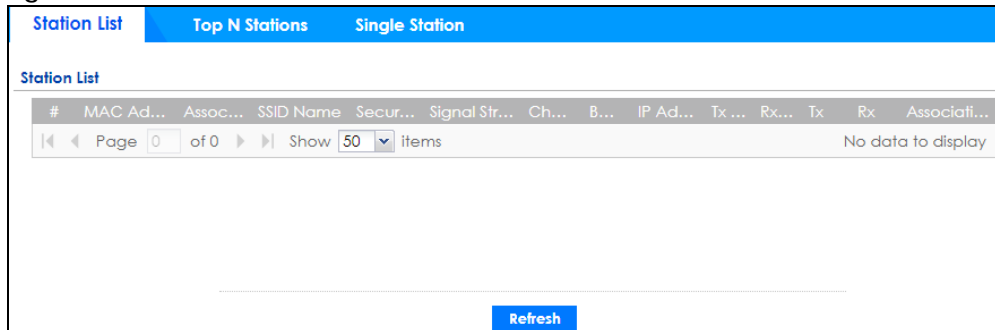 Station List Top N Stations Single Station
Station List
# MAC Ad... Assoc... SSID Name Secur... Signal Str... Ch... B... IP Ad... Tx ... Rx... Tx Rx Associati...
Page 0 of 0 Show 50 items No data to display
Refresh